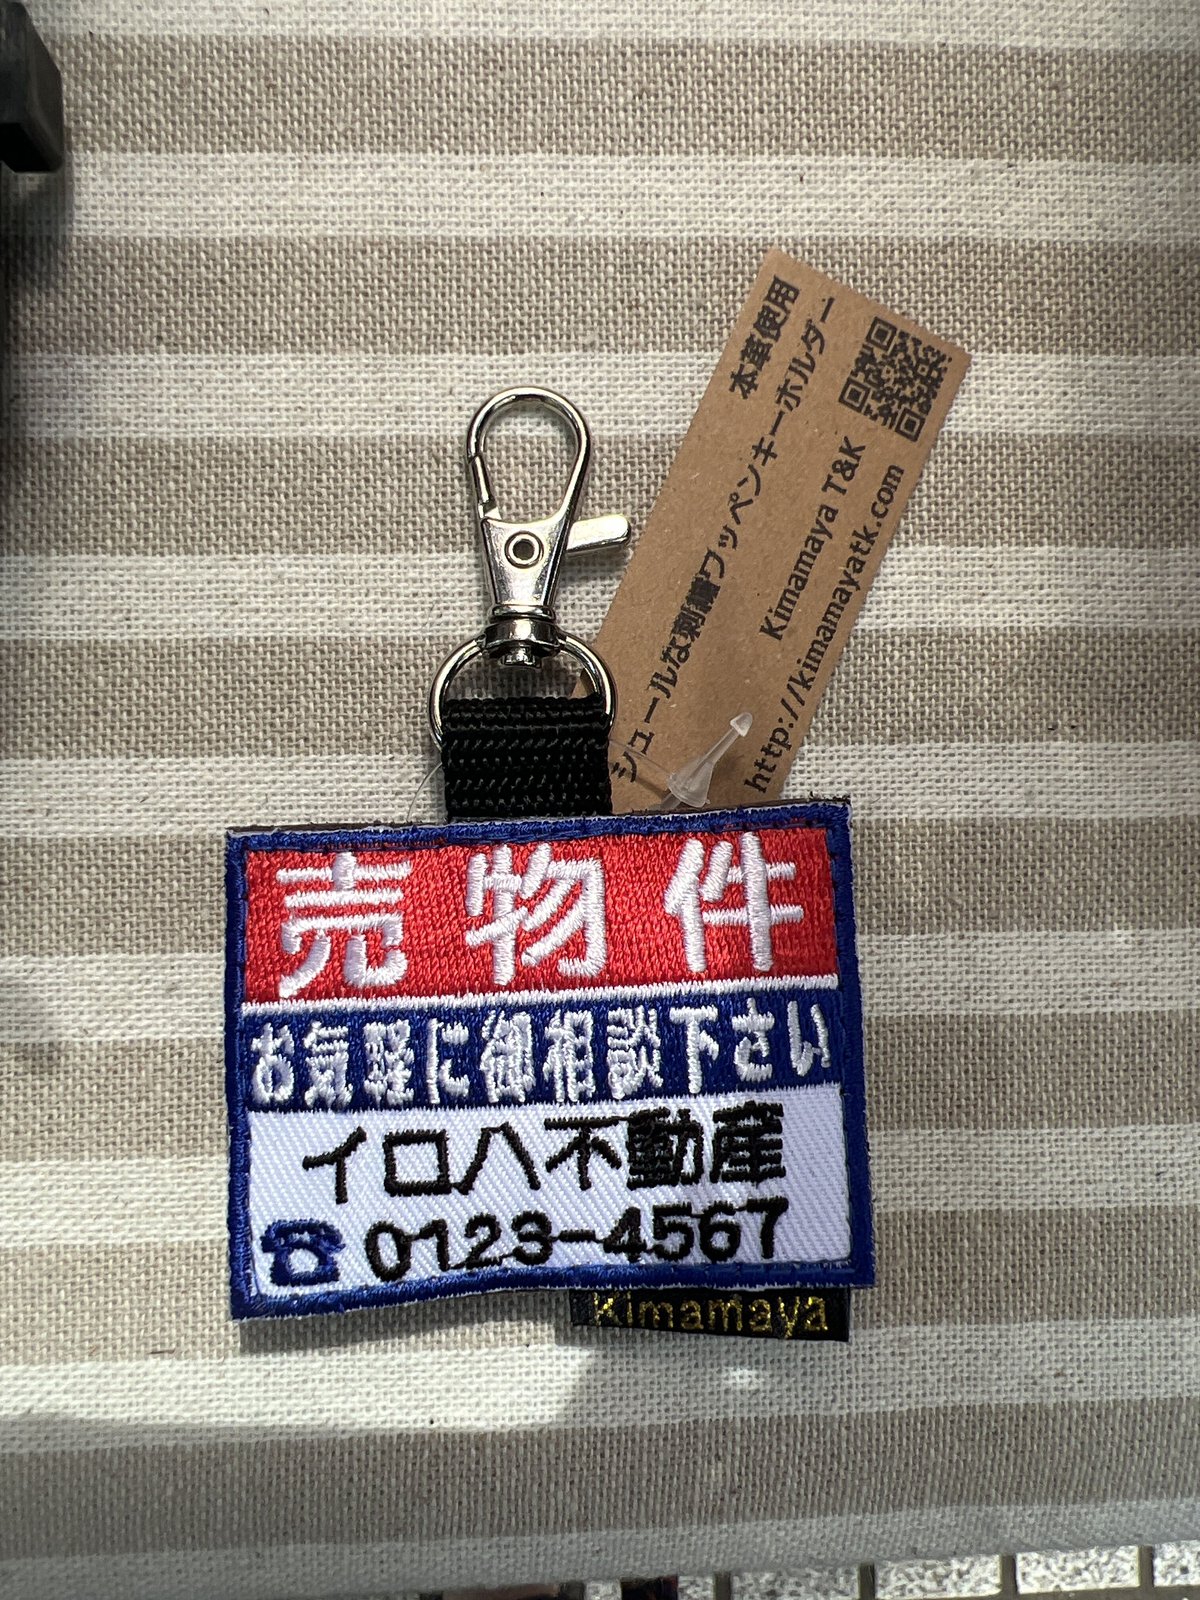 本革使用
シュールな刺繍ワッペンキーホルダー
Kimamaya T&K
http://kimamayatk.com
売物件
お気軽に御相談下さい
イロハ不動産
☎0123-4567
Kimamaya